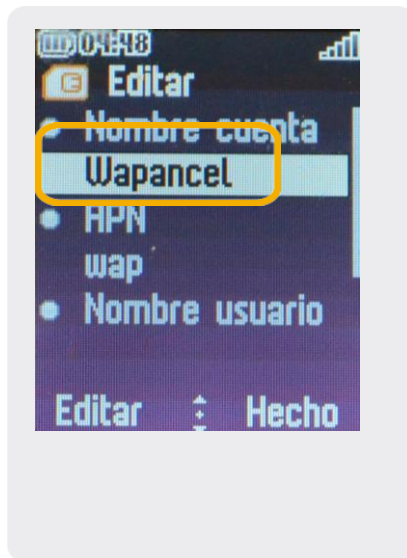 04:48
Editar
Nombre cuenta
Wapancel
APN
wap
Nombre usuario
Editar Hecho